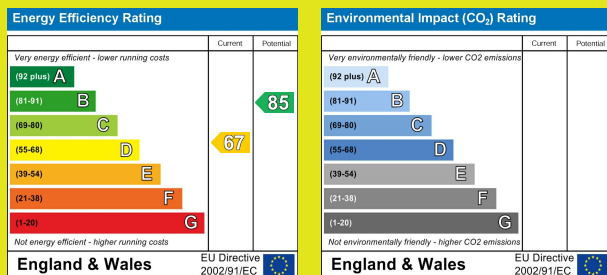 Energy Efficiency Rating
Current Potential
Very energy efficient - lower running costs
(92 plus) A
(81-91) B
85
(69-80) C
(55-68) D
67
(39-54) E
(21-38) F
(1-20) G
Not energy efficient - higher running costs
England & Wales
EU Directive
2002/91/EC
Environmental Impact (CO₂) Rating
Current Potential
Very environmentally friendly - lower CO2 emissions
(92 plus) A
(81-91) B
(69-80) C
(55-68) D
(39-54) E
(21-38) F
(1-20) G
Not environmentally friendly - higher CO2 emissions
England & Wales
EU Directive
2002/91/EC